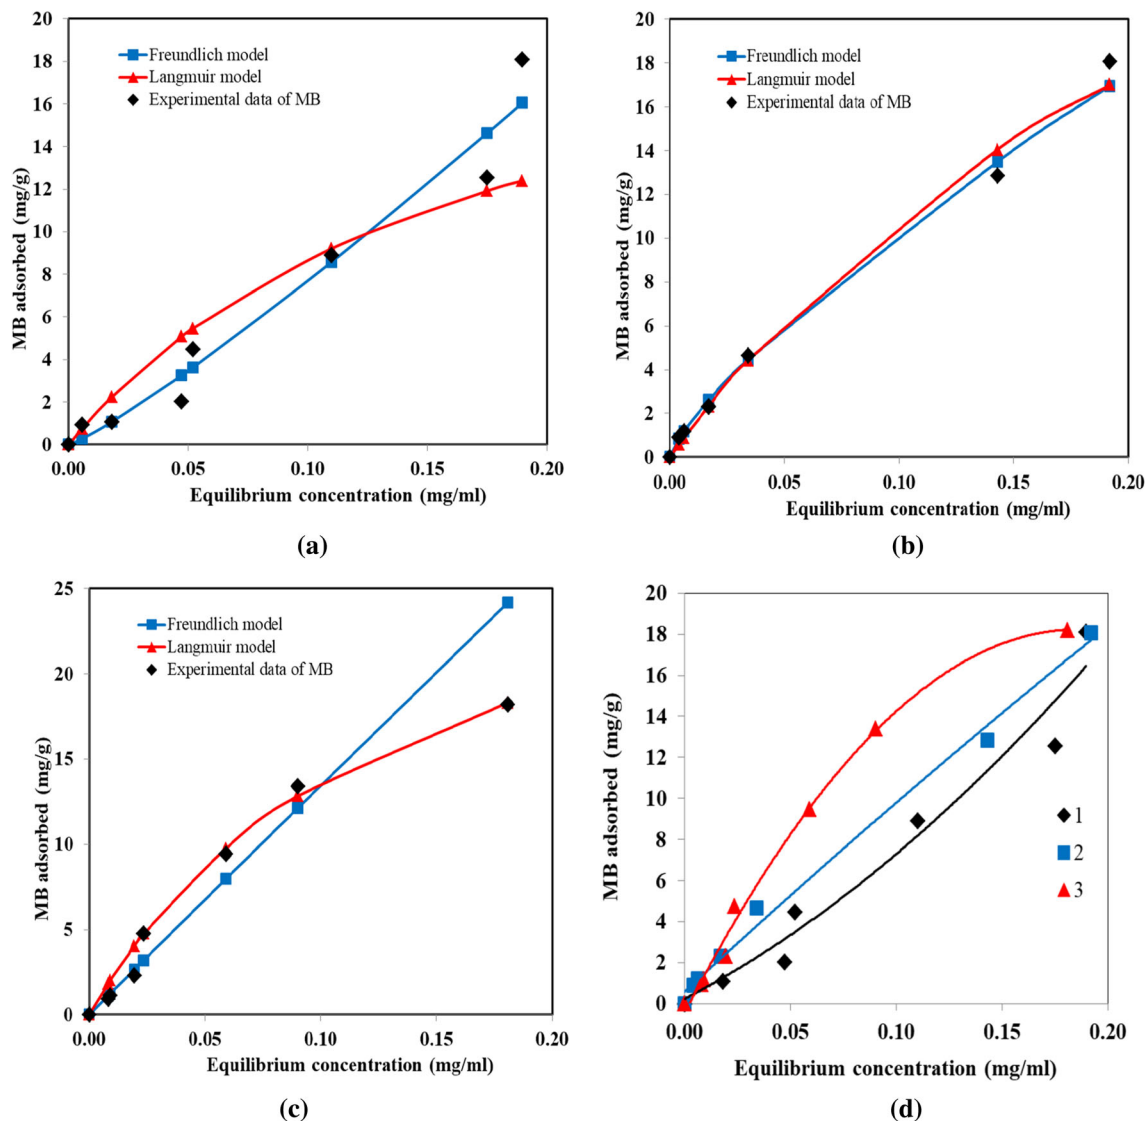 20
18
16
14
12
10
8
6
4
2
0
MB adsorbed (mg/g)
Freundlich model
Langmuir model
Experimental data of MB
0.00
0.05
0.10
0.15
0.20
Equilibrium concentration (mg/ml)
(a)
20
18
16
14
12
10
8
6
4
2
0
MB adsorbed (mg/g)
Freundlich model
Langmuir model
Experimental data of MB
0.00
0.05
0.10
0.15
0.20
Equilibrium concentration (mg/ml)
(b)
25
20
15
10
5
0
MB adsorbed (mg/g)
Freundlich model
Langmuir model
Experimental data of MB
0.00
0.05
0.10
0.15
0.20
Equilibrium concentration (mg/ml)
(c)
20
18
16
14
12
10
8
6
4
2
0
MB adsorbed (mg/g)
1
2
3
0.00
0.05
0.10
0.15
0.20
Equilibrium concentration (mg/ml)
(d)